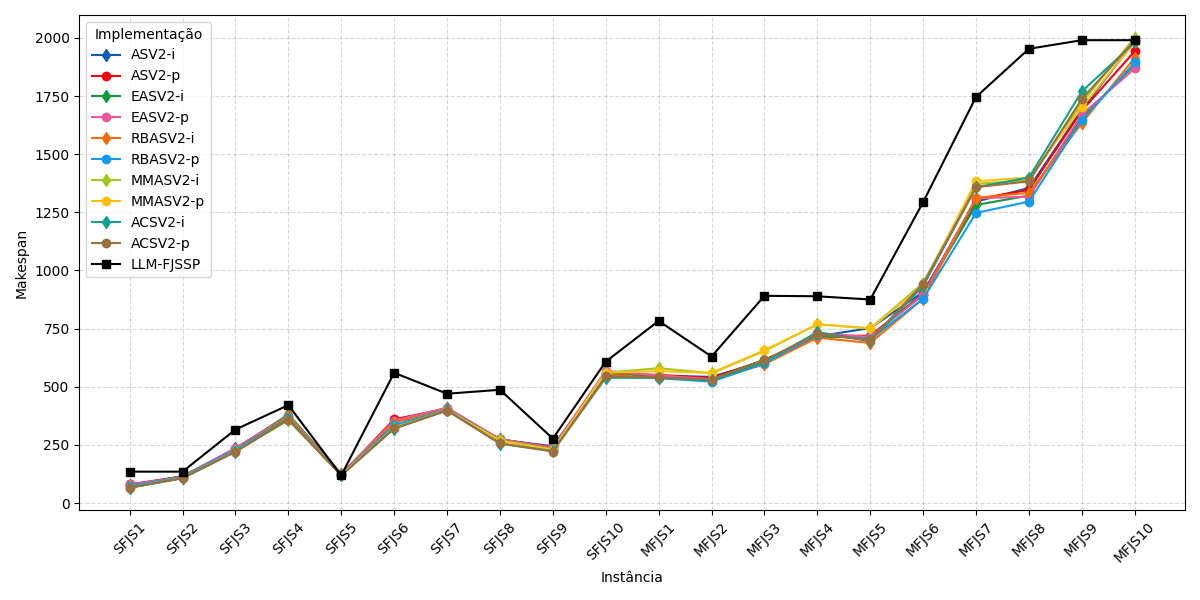 Implementação
ASV2-i
ASV2-p
EASV2-i
EASV2-p
RBASV2-i
RBASV2-p
MMASV2-i
MMASV2-p
ACSV2-i
ACSV2-p
LLM-FJSSP
Makespan
2000
1750
1500
1250
1000
750
500
250
0
SFJS1
SFJS2
SFJS3
SFJS4
SFJS5
SFJS6
SFJS7
SFJS8
SFJS9
SFJS10
MFJS1
MFJS2
MFJS3
MFJS4
MFJS5
MFJS6
MFJS7
MFJS8
MFJS9
MFJS10
Instância